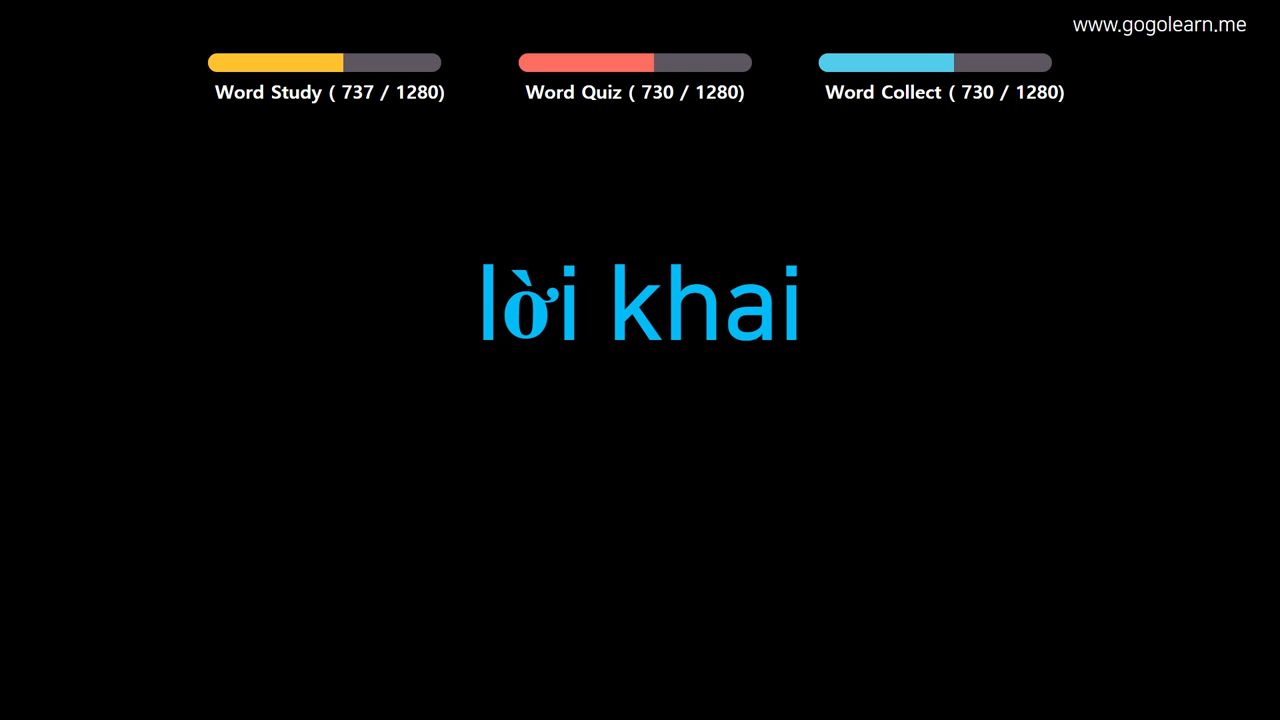 www.gogolearn.me
Word Study ( 737 / 1280)
Word Quiz ( 730 / 1280)
Word Collect ( 730 / 1280)
lời khai